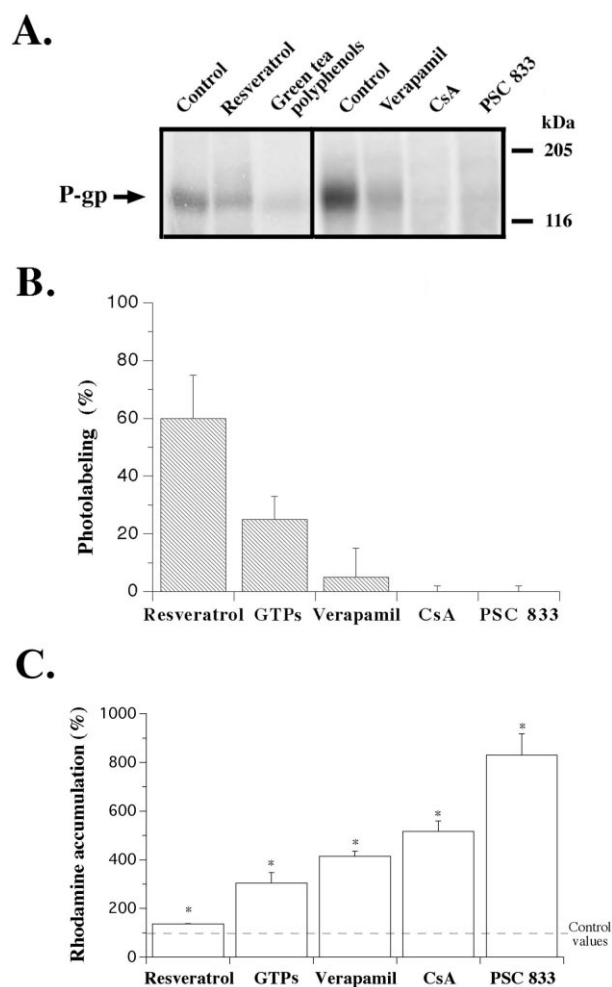 A.
Control
Resveratrol
Green tea
polyphenols
Control
Verapamil
CsA
PSC 833
kDa
205
P-gp
116
B.
Photolabeling (%)
100
80
60
40
20
0
Resveratrol GTPs Verapamil CsA PSC 833
C.
Rhodamine accumulation (%)
1000
800
600
400
200
0
* * * * *
Control
values
Resveratrol GTPs Verapamil CsA PSC 833